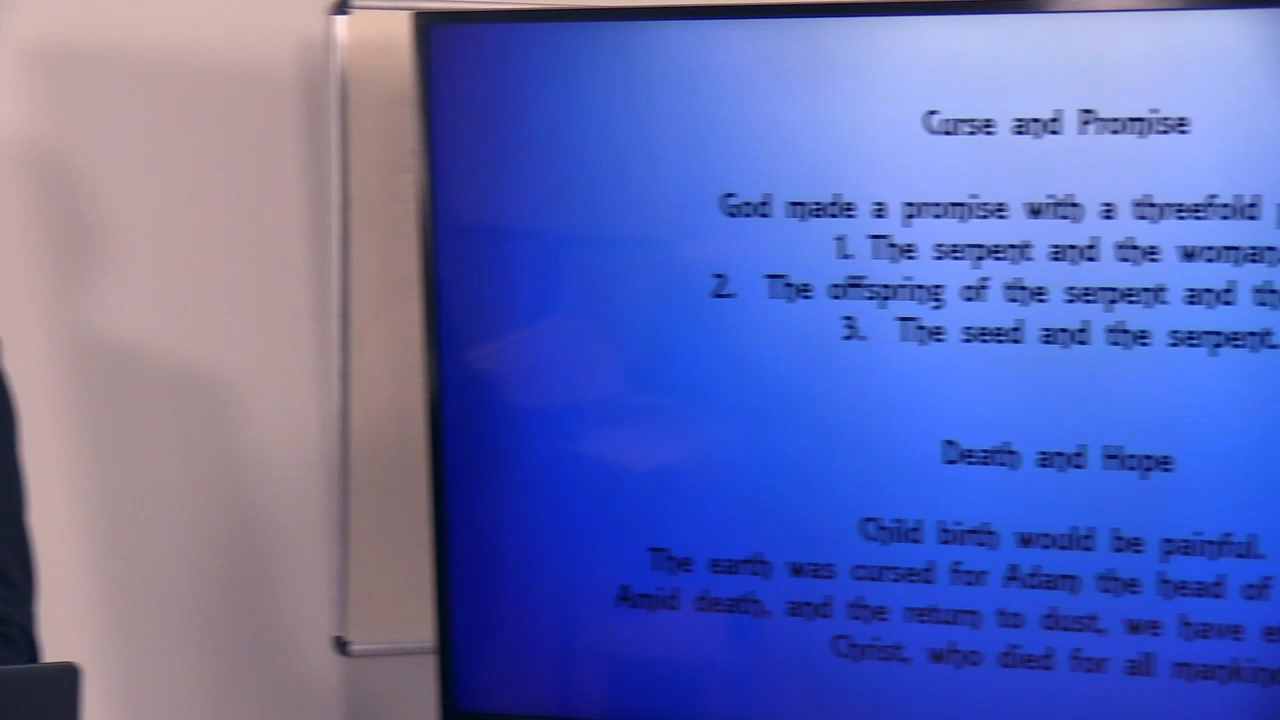 Curse and Promise
God made a promise with a threefold
1. The serpent and the woman
2. The offspring of the serpent and
3. The seed and the serpent.
Death and Hope
Child birth would be painful.
The earth was cursed for Adam the head of
Amid death, and the return to dust, we have
Christ, who died for all